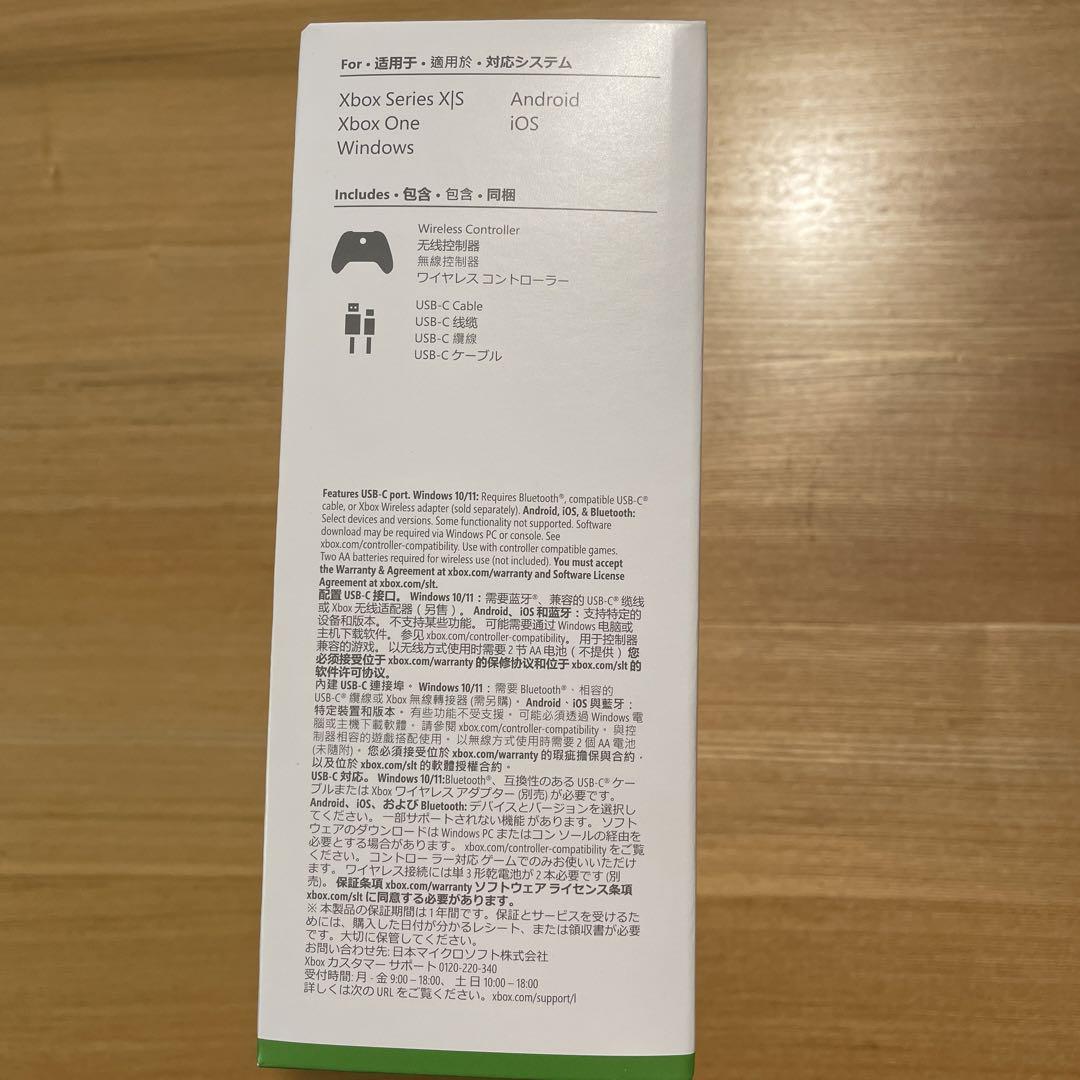 For • 适用于 • 適用於 • 対応システム
Xbox Series X|S
Xbox One
Windows
Android
iOS
Includes • 包含 • 包含 • 同梱
Wireless Controller
无线控制器
無線控制器
ワイヤレス コントローラー
USB-C Cable
USB-C 线缆
USB-C 纜線
USB-C ケーブル
Features USB-C port. Windows 10/11: Requires Bluetooth®, compatible USB-C®
cable, or Xbox Wireless adapter (sold separately). Android, iOS, & Bluetooth:
Select devices and versions. Some functionality not supported. Software
download may be required via Windows PC or console. See
xbox.com/controller-compatibility. Use with controller compatible games.
Two AA batteries required for wireless use (not included). You must accept
the Warranty & Agreement at xbox.com/warranty and Software License
Agreement at xbox.com/slt.
配置 USB-C 接口。 Windows 10/11：需要蓝牙®、兼容的 USB-C® 缆线
或 Xbox 无线适配器（另售）。 Android、iOS 和蓝牙：支持特定的
设备和版本。 不支持某些功能。 可能需要通过 Windows 电脑或
主机下载软件。 参见 xbox.com/controller-compatibility。 用于控制器
兼容的游戏。 以无线方式使用时需要 2 节 AA 电池（不提供）您
必须接受位于 xbox.com/warranty 的保修协议和位于 xbox.com/slt 的
软件许可协议。
內建 USB-C 連接埠。 Windows 10/11：需要 Bluetooth®、相容的
USB-C® 纜線或 Xbox 無線轉接器 (需另購)。 Android、iOS 與藍牙：
特定裝置和版本。 有些功能不受支援。 可能必須透過 Windows 電
腦或主機下載軟體。 請參閱 xbox.com/controller-compatibility。 與控
制器相容的遊戲搭配使用。 以無線方式使用時需要 2 個 AA 電池
(未隨附)。 您必須接受位於 xbox.com/warranty 的瑕疵擔保與合約，
以及位於 xbox.com/slt 的軟體授權合約。
USB-C 対応。 Windows 10/11:Bluetooth®、互換性のある USB-C® ケー
ブルまたは Xbox ワイヤレス アダプター (別売) が必要です。
Android、iOS、および Bluetooth: デバイスとバージョンを選択し
てください。 一部サポートされない機能 があります。 ソフト
ウェアのダウンロードは Windows PC またはコン ソールの経由を
必要とする場合があります。 xbox.com/controller-compatibility をご覧
ください。 コントロー ラー対応 ゲームでのみお使いいただけ
ます。 ワイヤレス接続には単 3 形乾電池が 2 本必要です (別
売)。 保証条項 xbox.com/warranty ソフトウェア ライセンス条項
xbox.com/slt に同意する必要があります。
※ 本製品の保証期間は 1 年間です。保証とサービスを受けるた
めには、購入した日付が分かるレシート、または領収書が必要
です。大切に保管してください。
お問い合わせ先: 日本マイクロソフト株式会社
Xbox カスタマー サポート 0120-220-340
受付時間: 月 - 金 9:00 – 18:00、 土 日 10:00 – 18:00
詳しくは次の URL をご覧ください。xbox.com/support/l